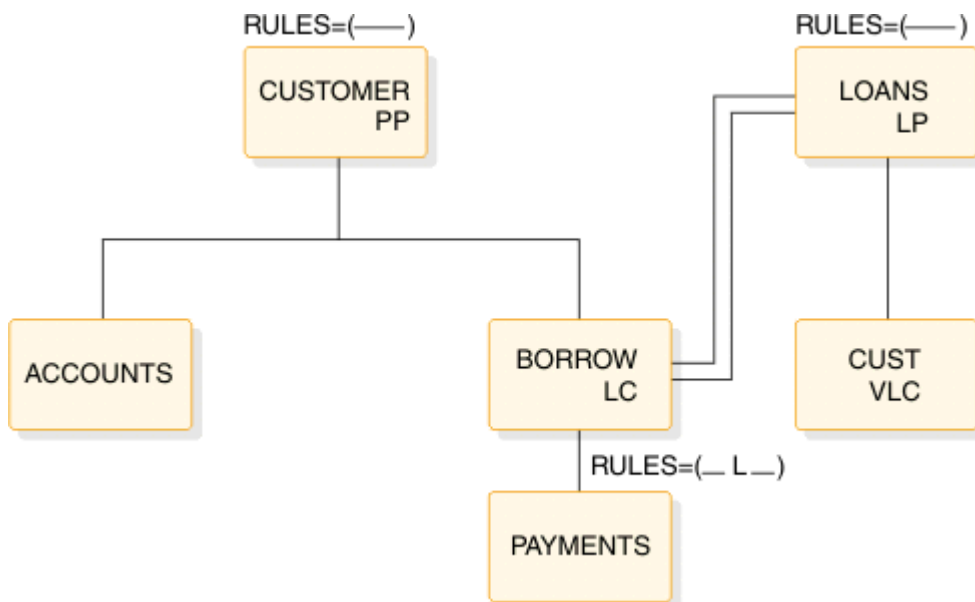 RULES=(—— )
RULES=(—— )
CUSTOMER
PP
LOANS
LP
ACCOUNTS
BORROW
LC
CUST
VLC
RULES=(__ L __)
PAYMENTS